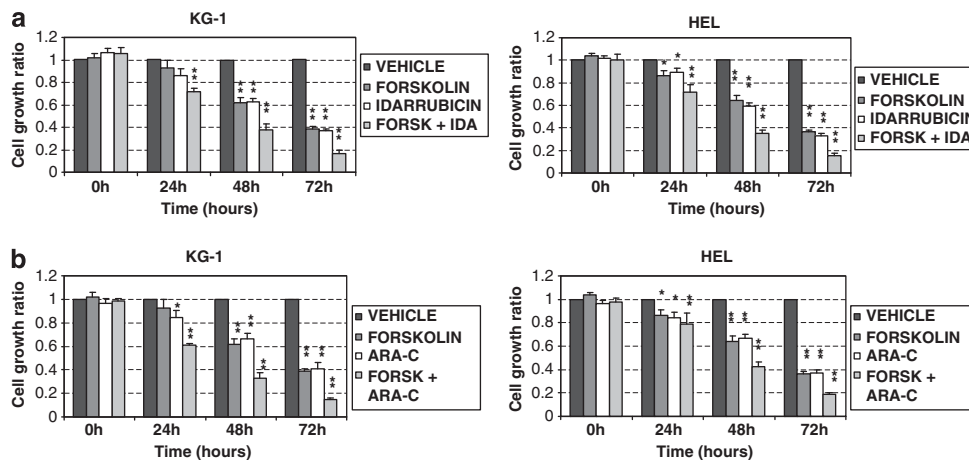 a
KG-1
Cell growth ratio
1.2
1
0.8
0.6
0.4
0.2
0
** ** ** ** ** ** **
0h 24h 48h 72h
Time (hours)
VEHICLE
FORSKOLIN
IDARRUBICIN
FORSK + IDA
HEL
Cell growth ratio
1.2
1
0.8
0.6
0.4
0.2
0
* * ** ** ** ** ** ** **
0h 24h 48h 72h
Time (hours)
VEHICLE
FORSKOLIN
IDARRUBICIN
FORSK + IDA
b
KG-1
Cell growth ratio
1.2
1
0.8
0.6
0.4
0.2
0
* ** ** ** ** ** ** **
0h 24h 48h 72h
Time (hours)
VEHICLE
FORSKOLIN
ARA-C
FORSK +
ARA-C
HEL
Cell growth ratio
1.2
1
0.8
0.6
0.4
0.2
0
* * ** ** ** ** ** ** **
0h 24h 48h 72h
Time (hours)
VEHICLE
FORSKOLIN
ARA-C
FORSK +
ARA-C